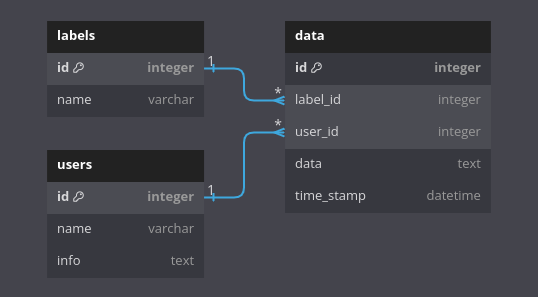 labels
id integer
name varchar
users
id integer
name varchar
info text
1
*
*
1
data
id integer
label_id integer
user_id integer
data text
time_stamp datetime